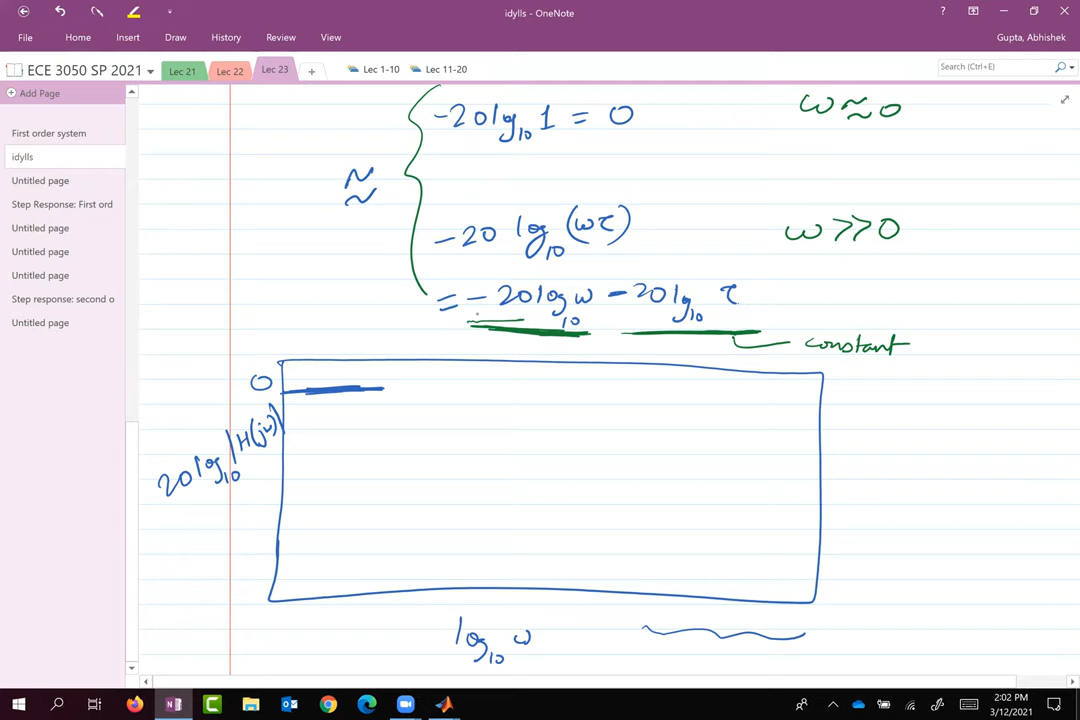 idylls - OneNote
? Gupta, Abhishek
File Home Insert Draw History Review View
ECE 3050 SP 2021 Lec 21 Lec 22 Lec 23 + Lec 1-10 Lec 11-20 Search (Ctrl+E)
Add Page
First order system
idylls
Untitled page
Step Response: First ord
Untitled page
Untitled page
Untitled page
Step response: second o
Untitled page
-20 log₁₀ 1 = 0 ω ≈ 0
≈
-20 log₁₀ (ωτ) ω >> 0
= -20 log₁₀ ω - 20 log₁₀ τ
constant
0
20 log₁₀ |H(jω)|
log₁₀ ω
2:02 PM
3/12/2021